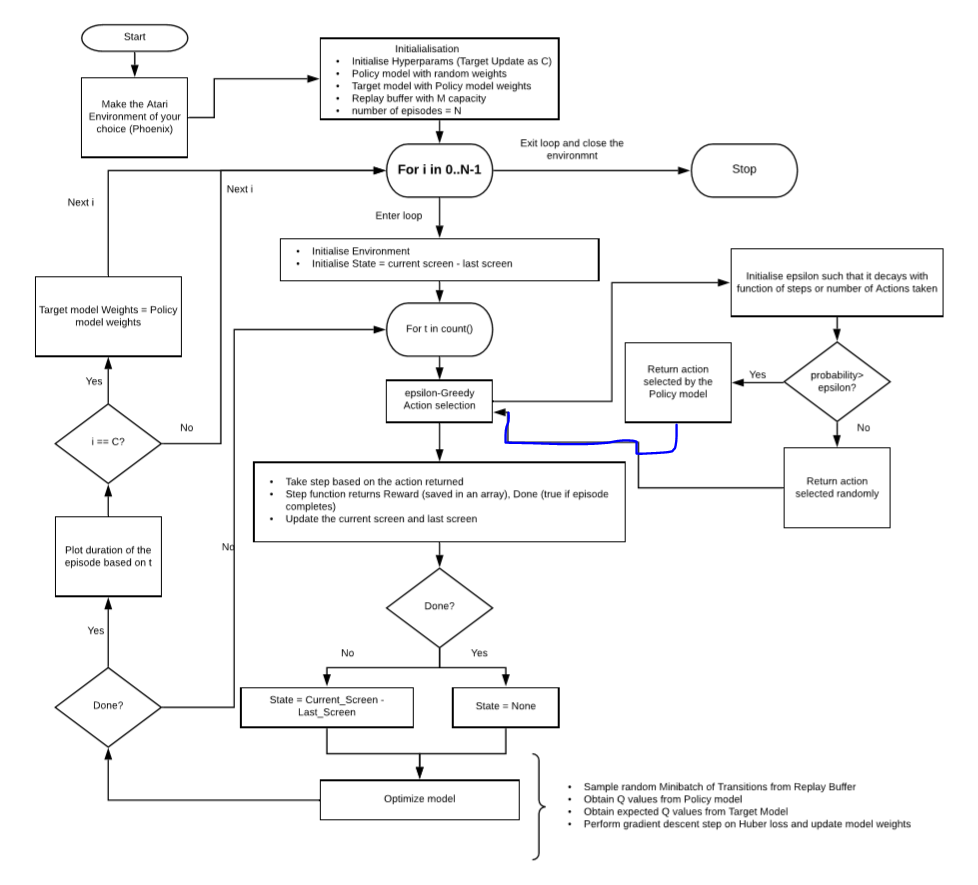 Start
Make the Atari
Environment of your
choice (Phoenix)
Initialialisation
• Initialise Hyperparams (Target Update as C)
• Policy model with random weights
• Target model with Policy model weights
• Replay buffer with M capacity
• number of episodes = N
For i in 0..N-1
Exit loop and close the
environmnt
Stop
Next i
Next i
Enter loop
• Initialise Environment
• Initialise State = current screen - last screen
Initialise epsilon such that it decays with
function of steps or number of Actions taken
Target model Weights = Policy
model weights
For t in count()
Return action
selected by the
Policy model
Yes
probability>
epsilon?
Yes
epsilon-Greedy
Action selection
No
No
i == C?
• Take step based on the action returned
• Step function returns Reward (saved in an array), Done (true if episode
completes)
• Update the current screen and last screen
Return action
selected randomly
Plot duration of the
episode based on t
No
Done?
Yes
No
Yes
Done?
State = Current_Screen -
Last_Screen
State = None
Optimize model
• Sample random Minibatch of Transitions from Replay Buffer
• Obtain Q values from Policy model
• Obtain expected Q values from Target Model
• Perform gradient descent step on Huber loss and update model weights